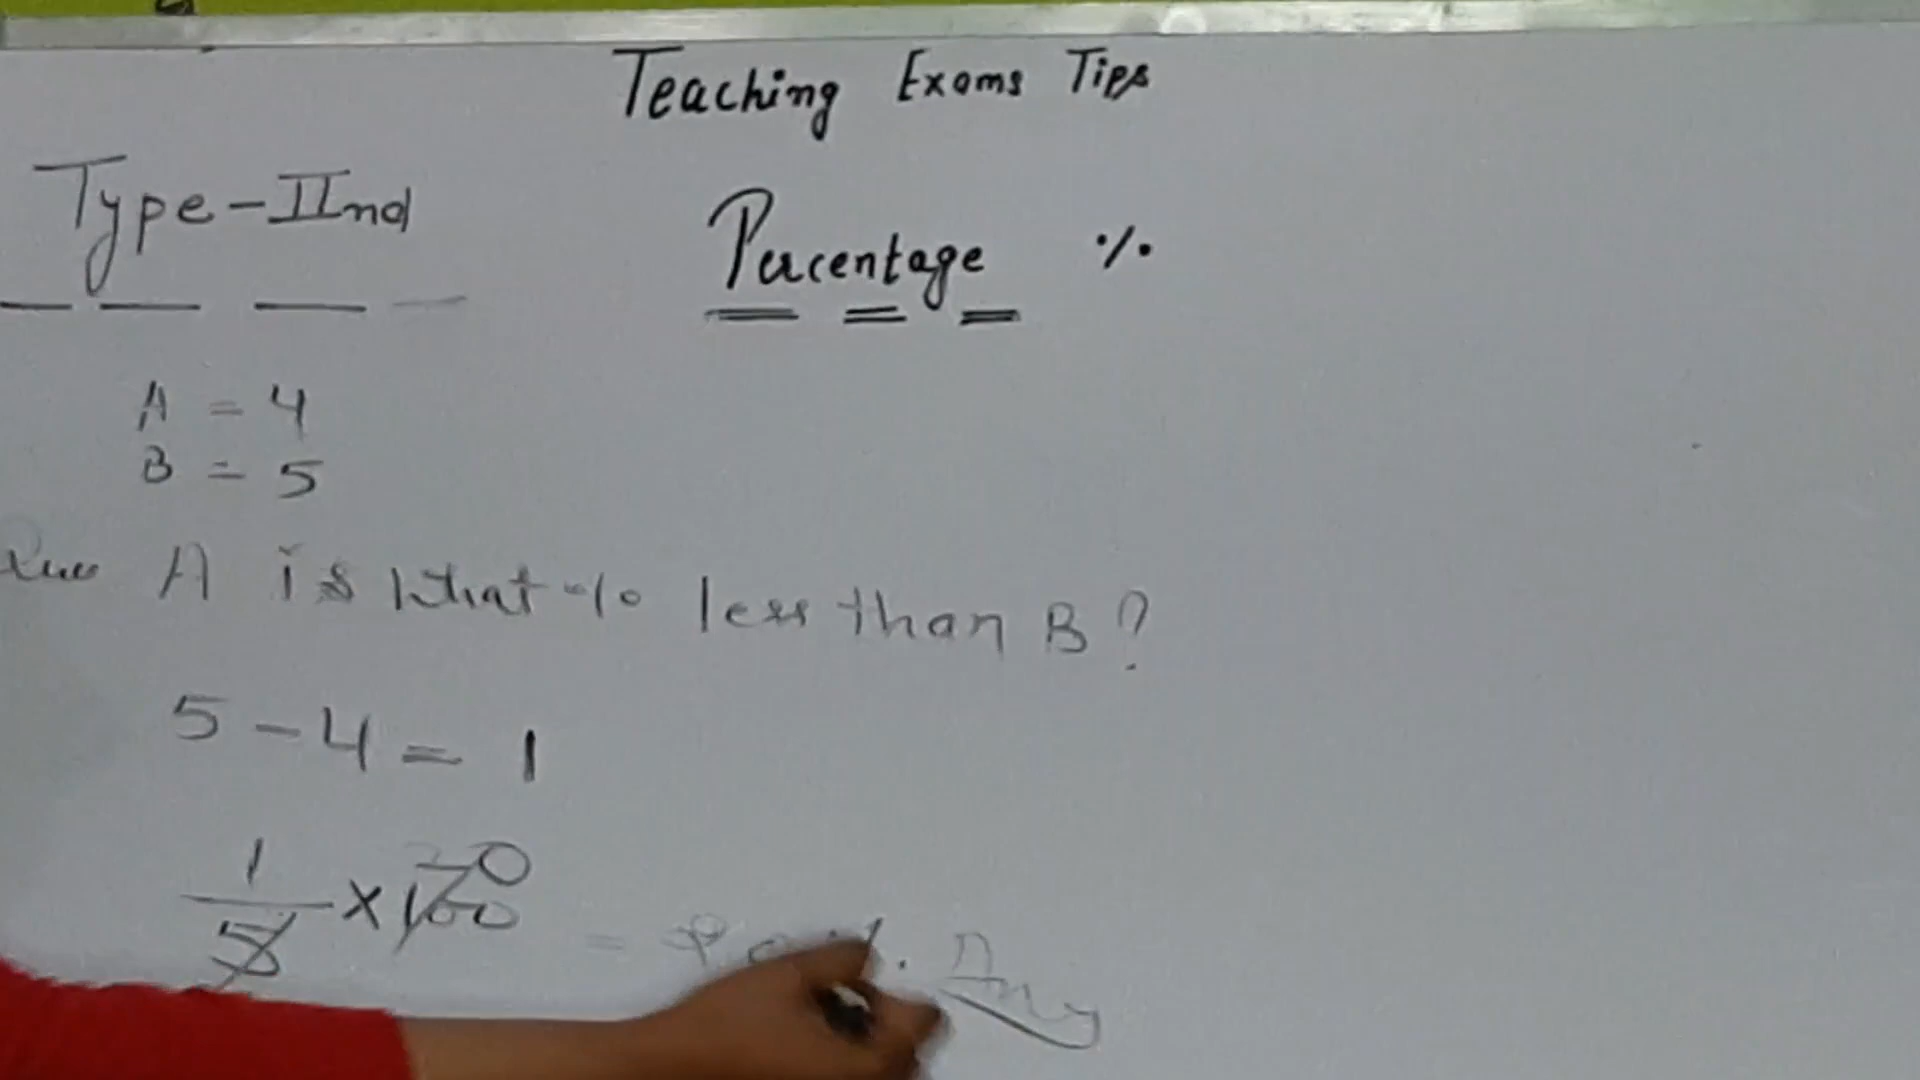 Teaching Exams Tips
Type-IInd
Percentage %
A = 4
B = 5
A is what % less than B?
5 - 4 = 1
1
20
× 100
5
= 20%. Ans